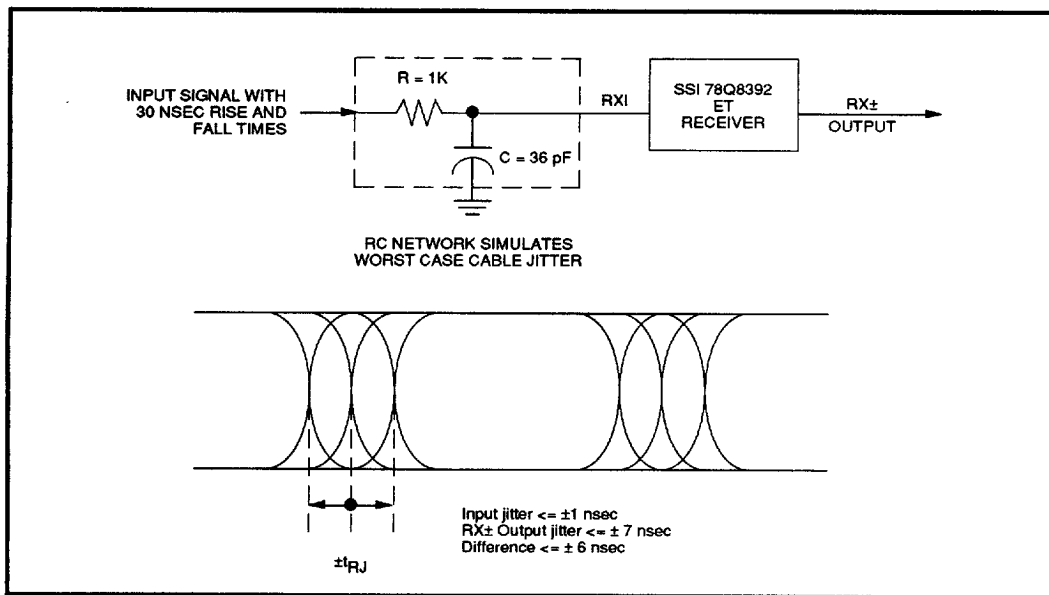 INPUT SIGNAL WITH
30 NSEC RISE AND
FALL TIMES
R = 1K
C = 36 pF
RXI
SSI 78Q8392
ET
RECEIVER
RX±
OUTPUT
RC NETWORK SIMULATES
WORST CASE CABLE JITTER
±tRJ
Input jitter <= ±1 nsec
RX± Output jitter <= ± 7 nsec
Difference <= ± 6 nsec